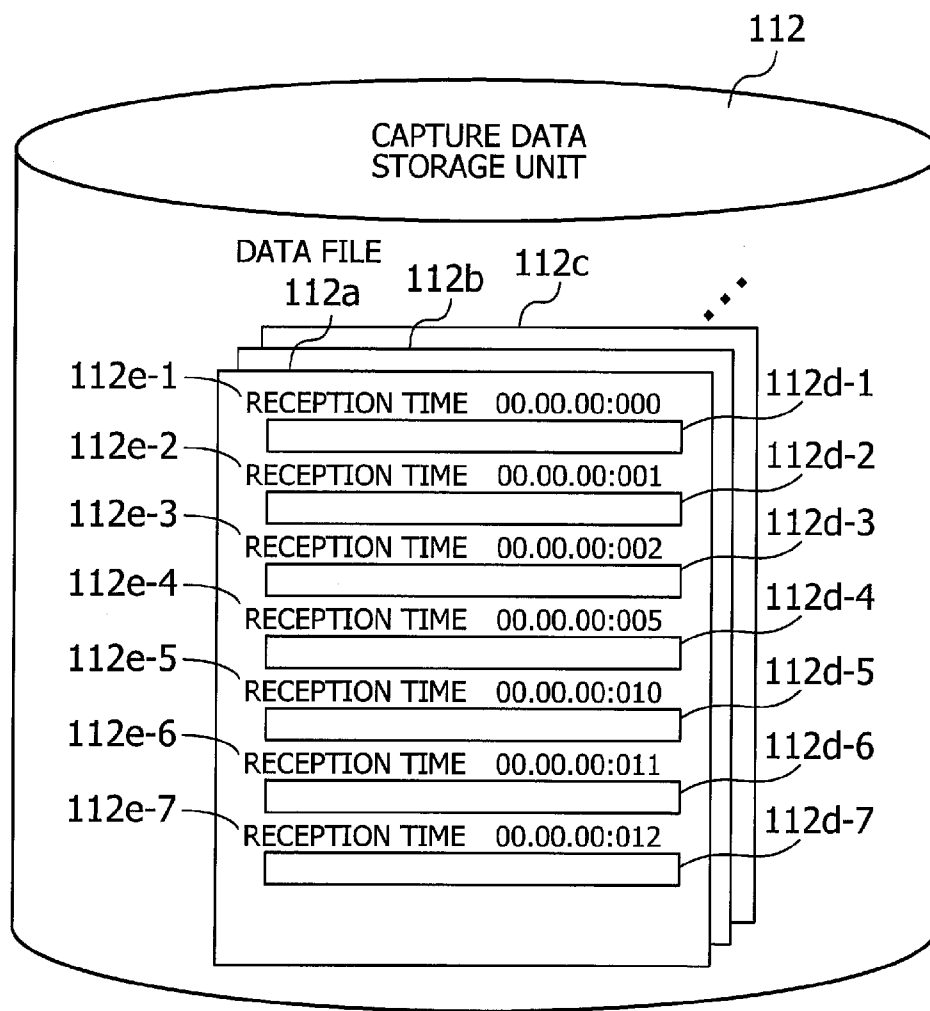 112
CAPTURE DATA
STORAGE UNIT
DATA FILE
112a
112b
112c
112e-1
RECEPTION TIME 00.00.00:000
112d-1
112e-2
RECEPTION TIME 00.00.00:001
112d-2
112e-3
RECEPTION TIME 00.00.00:002
112d-3
112e-4
RECEPTION TIME 00.00.00:005
112d-4
112e-5
RECEPTION TIME 00.00.00:010
112d-5
112e-6
RECEPTION TIME 00.00.00:011
112d-6
112e-7
RECEPTION TIME 00.00.00:012
112d-7